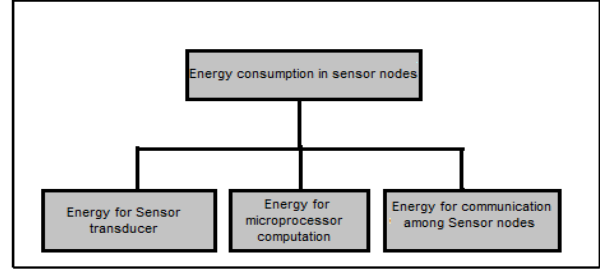 Energy consumption in sensor nodes
Energy for Sensor
transducer
Energy for
microprocessor
computation
Energy for communication
among Sensor nodes